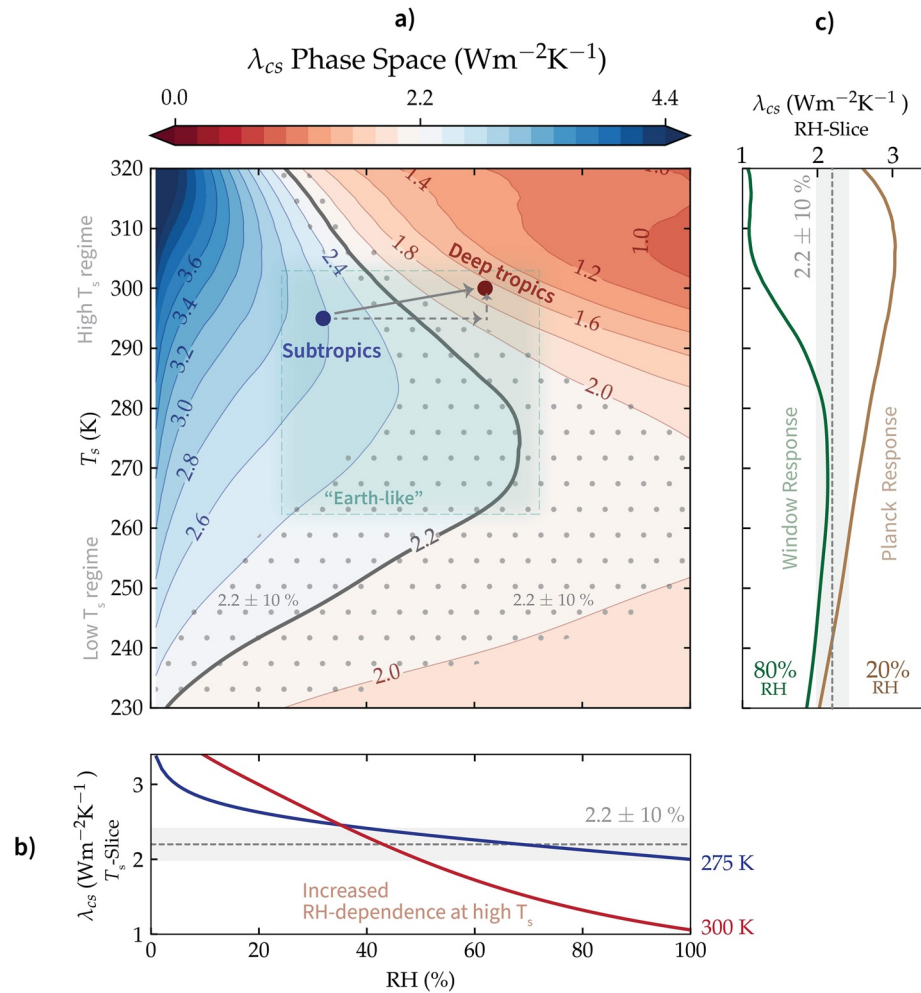 a)
λcs Phase Space (Wm−2K−1)
0.0 2.2 4.4
320
310
300
290
280
270
260
250
240
230
Ts (K)
High Ts regime
Low Ts regime
3.6
3.4
3.2
3.0
2.8
2.6
2.4
1.4
1.8
1.0
1.0
1.2
1.6
2.0
2.2
2.0
Deep tropics
Subtropics
“Earth-like”
2.2 ± 10 %
2.2 ± 10 %
c)
λcs (Wm−2K−1 )
RH-Slice
1 2 3
2.2 ± 10 %
Window Response
Planck Response
80%
RH
20%
RH
b)
λcs (Wm−2K−1 )
Ts-Slice
3
2
1
2.2 ± 10 %
275 K
300 K
Increased
RH-dependence at high Ts
0 20 40 60 80 100
RH (%)